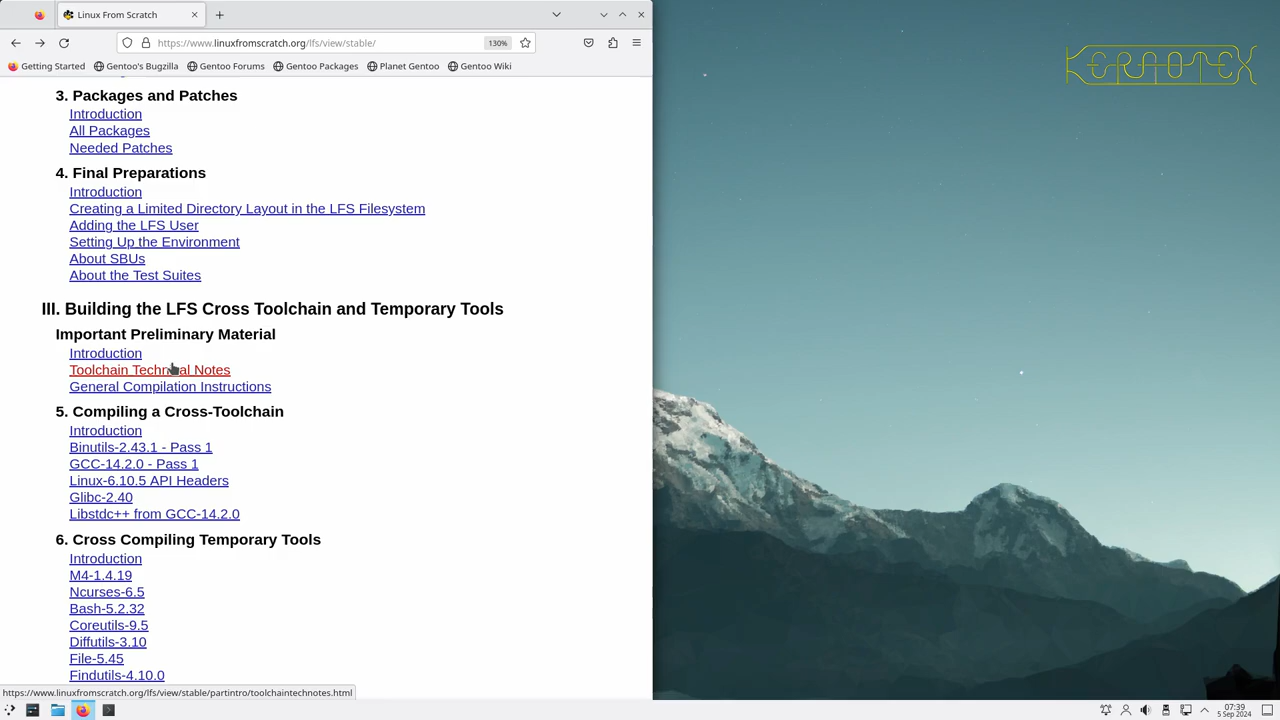 Linux From Scratch
https://www.linuxfromscratch.org/lfs/view/stable/
130%
Getting Started
Gentoo's Bugzilla
Gentoo Forums
Gentoo Packages
Planet Gentoo
Gentoo Wiki
3. Packages and Patches
Introduction
All Packages
Needed Patches
4. Final Preparations
Introduction
Creating a Limited Directory Layout in the LFS Filesystem
Adding the LFS User
Setting Up the Environment
About SBUs
About the Test Suites
III. Building the LFS Cross Toolchain and Temporary Tools
Important Preliminary Material
Introduction
Toolchain Technical Notes
General Compilation Instructions
5. Compiling a Cross-Toolchain
Introduction
Binutils-2.43.1 - Pass 1
GCC-14.2.0 - Pass 1
Linux-6.10.5 API Headers
Glibc-2.40
Libstdc++ from GCC-14.2.0
6. Cross Compiling Temporary Tools
Introduction
M4-1.4.19
Ncurses-6.5
Bash-5.2.32
Coreutils-9.5
Diffutils-3.10
File-5.45
Findutils-4.10.0
https://www.linuxfromscratch.org/lfs/view/stable/partintro/toolchaintechnotes.html
KERNOTEX
07:39
5 Sep 2024